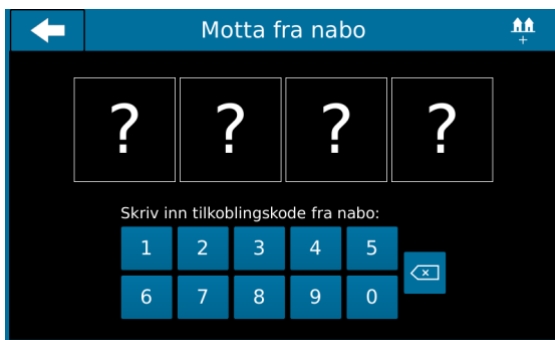 Motta fra nabo
+
? ? ? ?
Skriv inn tilkoblingskode fra nabo:
1 2 3 4 5
6 7 8 9 0